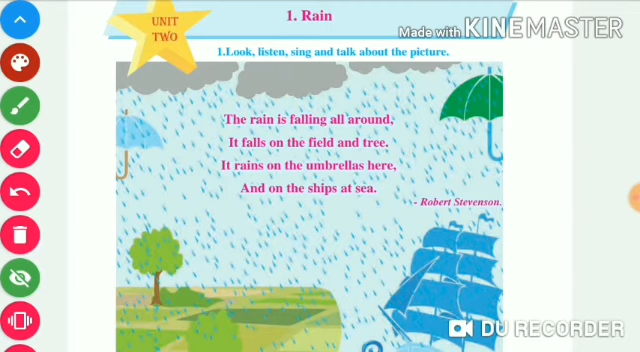 UNIT
TWO
1. Rain
Made with KINEMASTER
1.Look, listen, sing and talk about the picture.
The rain is falling all around,
It falls on the field and tree.
It rains on the umbrellas here,
And on the ships at sea.
- Robert Stevenson.
DU RECORDER